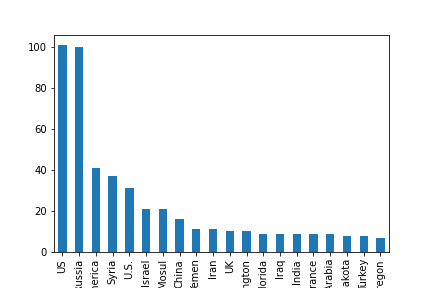 100
80
60
40
20
0
US
ussia
erica
Syria
U.S.
Israel
Mosul
China
emen
Iran
UK
ngton
lorida
Iraq
India
rance
rabia
akota
urkey
regon